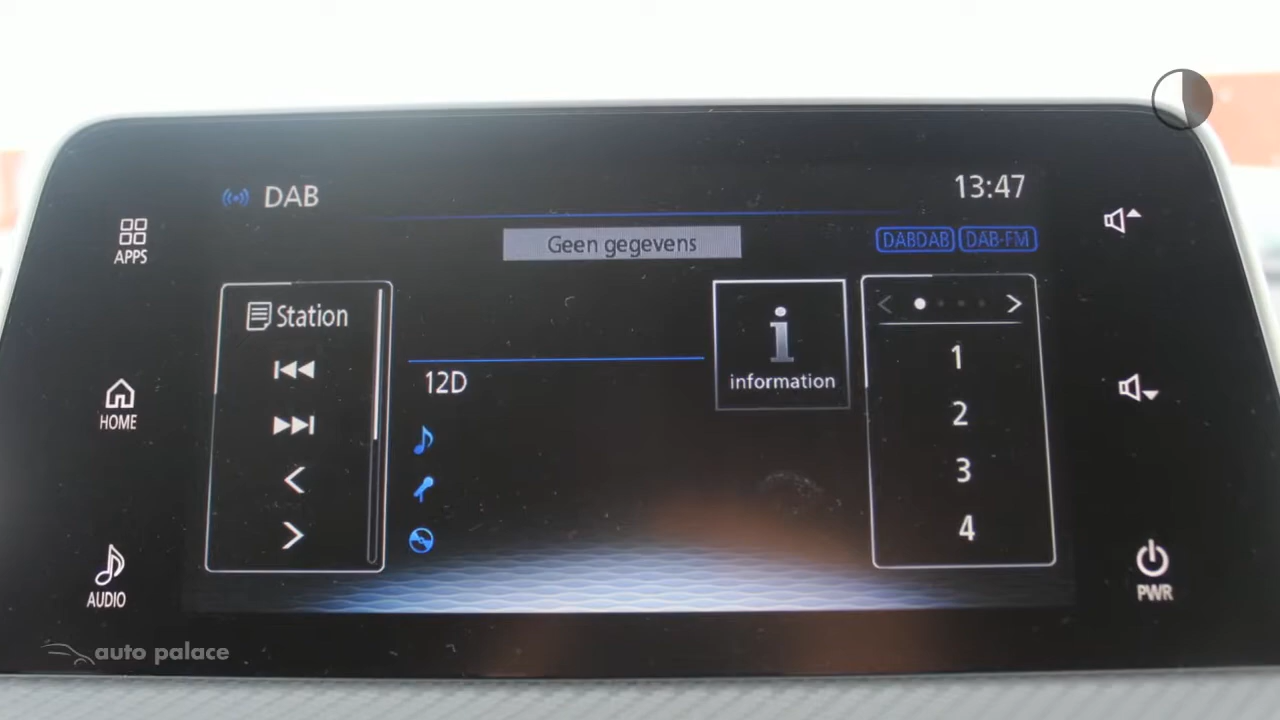 DAB
13:47
APPS
Geen gegevens
DABDAB DAB-FM
Station
information
12D
1
2
3
4
HOME
AUDIO
PWR
auto palace